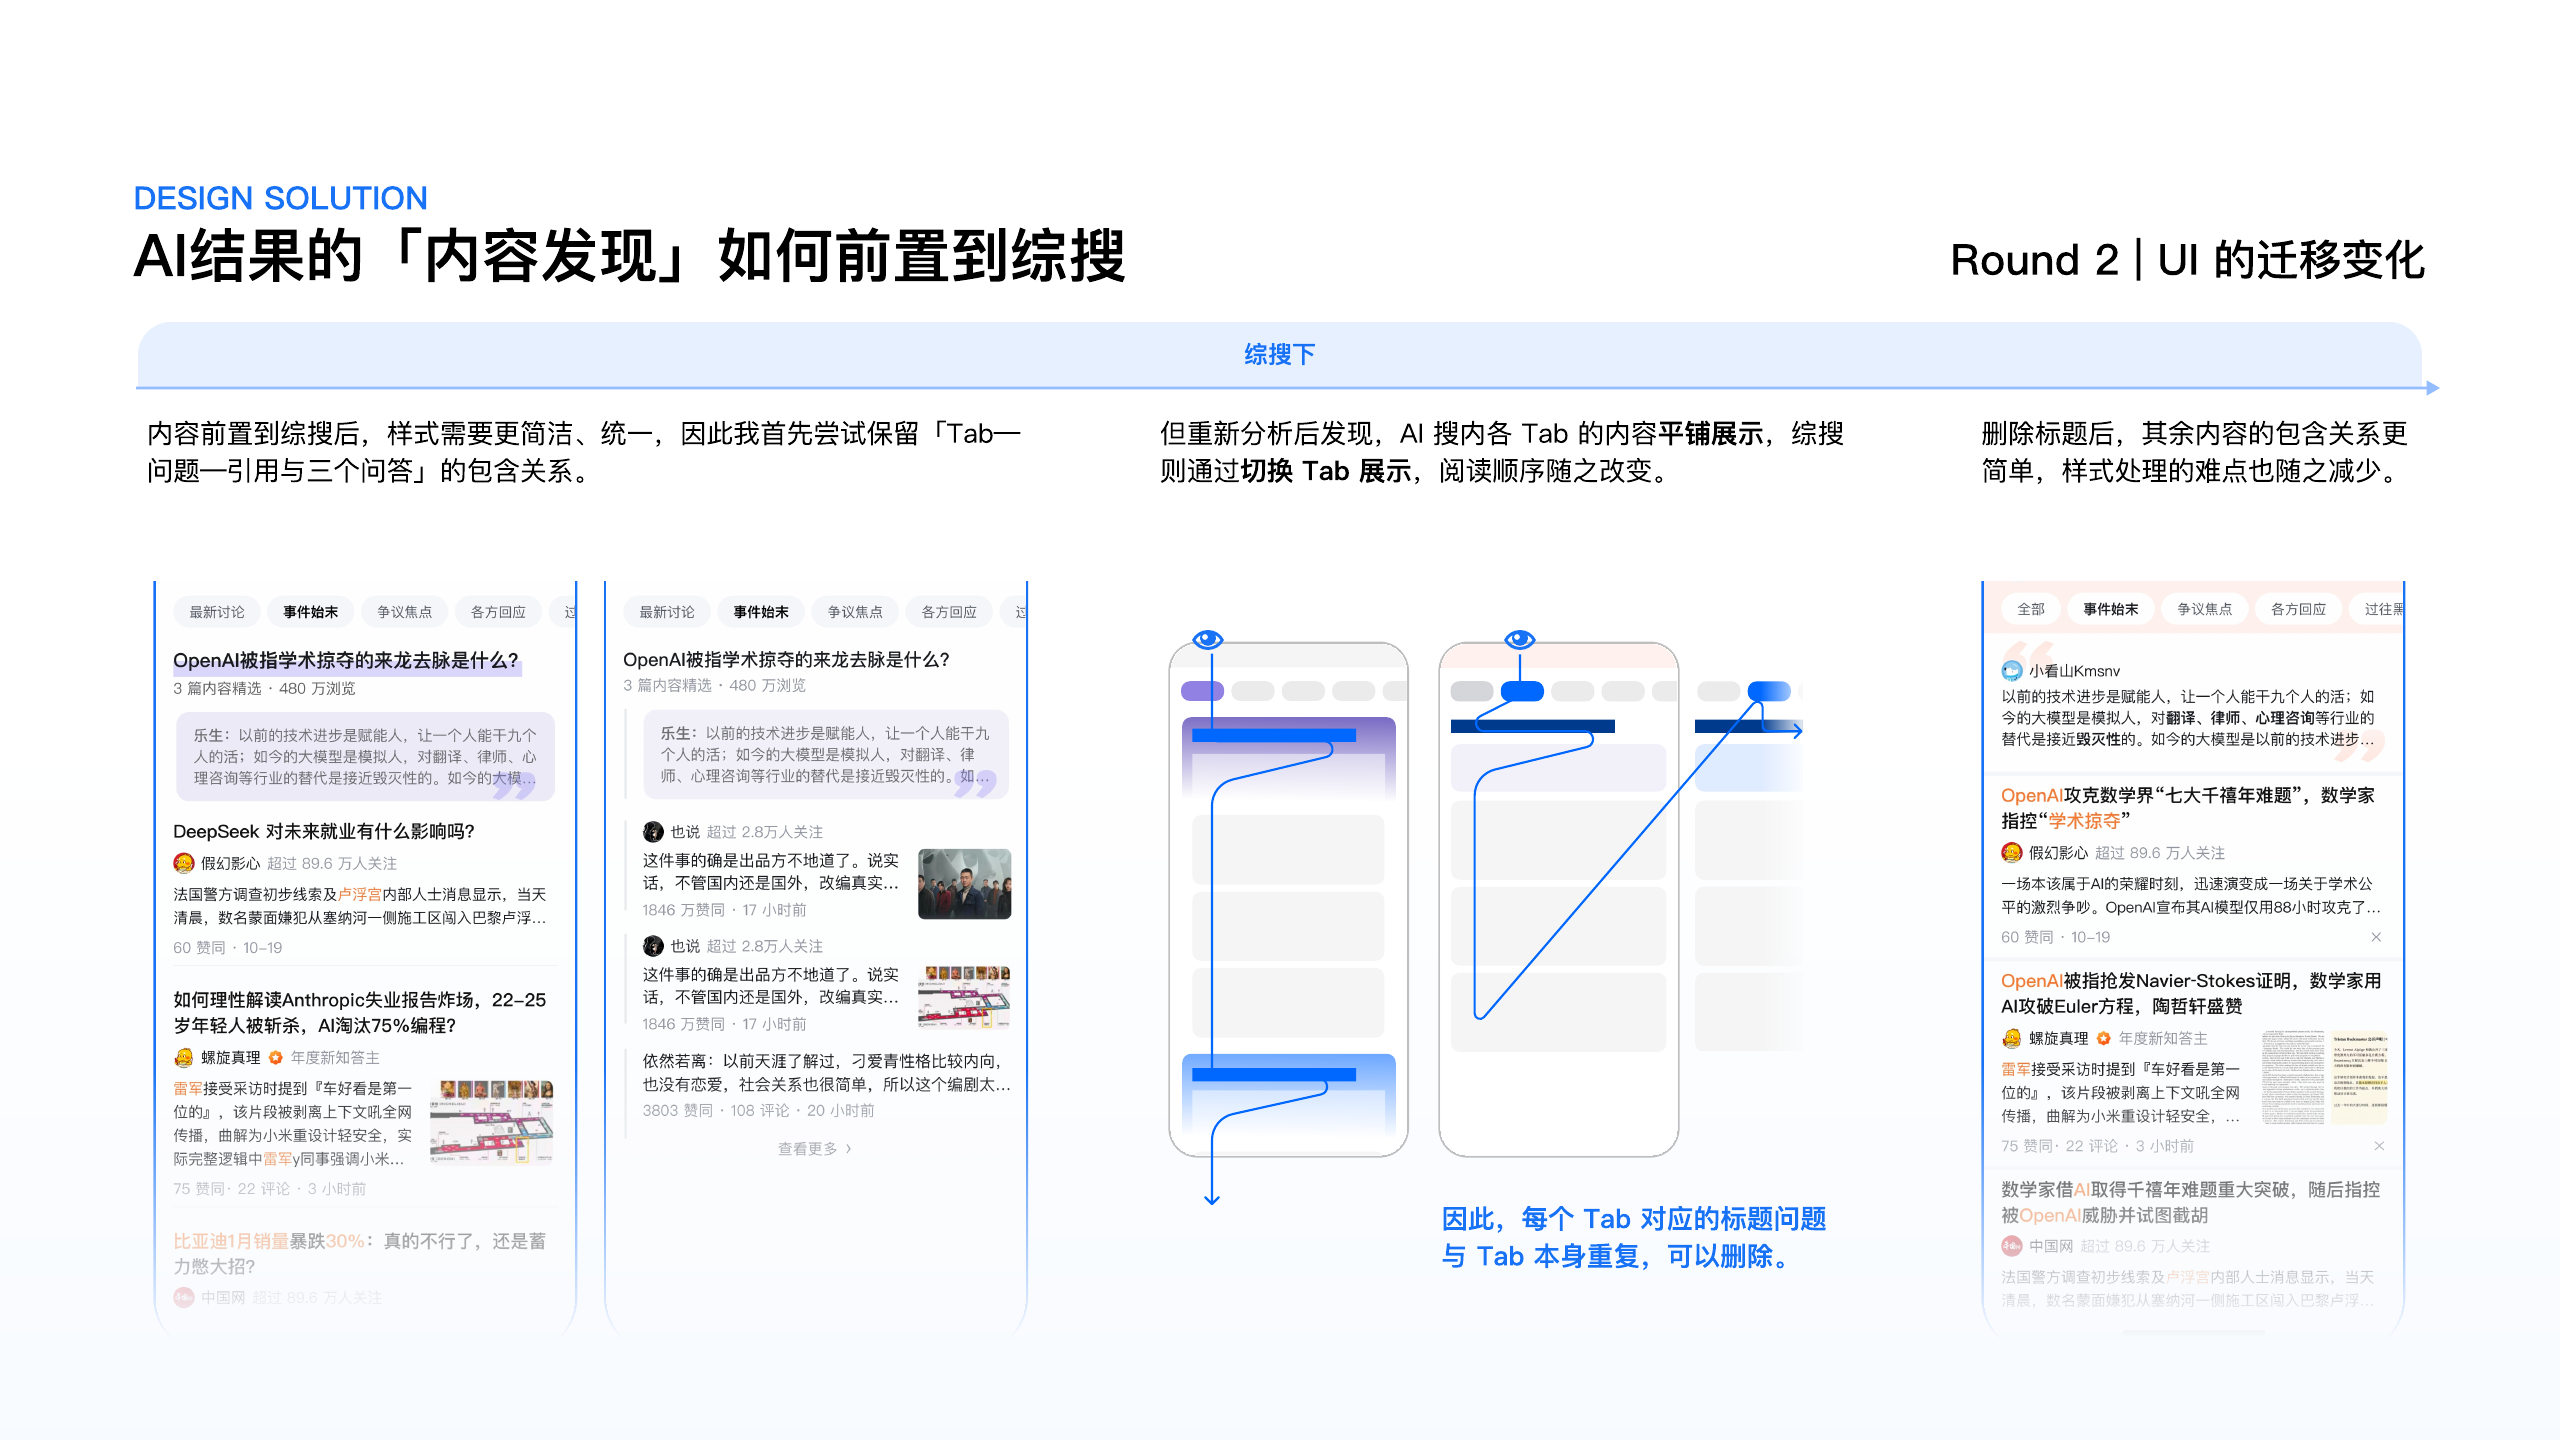 DESIGN SOLUTION
AI结果的「内容发现」如何前置到综搜
Round 2 | UI 的迁移变化
综搜下
内容前置到综搜后，样式需要更简洁、统一，因此我首先尝试保留「Tab—
问题—引用与三个问答」的包含关系。
最新讨论 事件始末 争议焦点 各方回应 过
OpenAI被指学术掠夺的来龙去脉是什么?
3 篇内容精选 · 480 万浏览
乐生：以前的技术进步是赋能人，让一个人能干九个
人的活；如今的大模型是模拟人，对翻译、律师、心
理咨询等行业的替代是接近毁灭性的。如今的大模...
DeepSeek 对未来就业有什么影响吗?
假幻影心 超过 89.6 万人关注
法国警方调查初步线索及卢浮宫内部人士消息显示，当天
清晨，数名蒙面嫌犯从塞纳河一侧施工区闯入巴黎卢浮...
60 赞同 · 10-19
如何理性解读Anthropic失业报告炸场，22-25
岁年轻人被斩杀，AI淘汰75%编程?
螺旋真理 年度新知答主
雷军接受采访时提到『车好看是第一
位的』，该片段被剥离上下文吼全网
传播，曲解为小米重设计轻安全，实
际完整逻辑中雷军y同事强调小米...
75 赞同 · 22 评论 · 3 小时前
比亚迪1月销量暴跌30%：真的不行了，还是蓄
力憋大招?
中国网 超过 89.6 万人关注
最新讨论 事件始末 争议焦点 各方回应 过
OpenAI被指学术掠夺的来龙去脉是什么?
3 篇内容精选 · 480 万浏览
乐生：以前的技术进步是赋能人，让一个人能干九
个人的活；如今的大模型是模拟人，对翻译、律
师、心理咨询等行业的替代是接近毁灭性的。如...
也说 超过 2.8万人关注
这件事的确是出品方不地道了。说实
话，不管国内还是国外，改编真实...
1846 万赞同 · 17 小时前
也说 超过 2.8万人关注
这件事的确是出品方不地道了。说实
话，不管国内还是国外，改编真实...
1846 万赞同 · 17 小时前
依然若离：以前天涯了解过，刁爱青性格比较内向，
也没有恋爱，社会关系也很简单，所以这个编剧太...
3803 赞同 · 108 评论 · 20 小时前
查看更多
但重新分析后发现，AI 搜内各 Tab 的内容平铺展示，综搜
则通过切换 Tab 展示，阅读顺序随之改变。
因此，每个 Tab 对应的标题问题
与 Tab 本身重复，可以删除。
删除标题后，其余内容的包含关系更
简单，样式处理的难点也随之减少。
全部 事件始末 争议焦点 各方回应 过往黑
小看山Kmsnv
以前的技术进步是赋能人，让一个人能干九个人的活；如
今的大模型是模拟人，对翻译、律师、心理咨询等行业的
替代是接近毁灭性的。如今的大模型是以前的技术进步...
OpenAI攻克数学界“七大千禧年难题”，数学家
指控“学术掠夺”
假幻影心 超过 89.6 万人关注
一场本该属于AI的荣耀时刻，迅速演变成一场关于学术公
平的激烈争吵。OpenAI宣布其AI模型仅用88小时攻克了...
60 赞同 · 10-19
OpenAI被指抢发Navier-Stokes证明，数学家用
AI攻破Euler方程，陶哲轩盛赞
螺旋真理 年度新知答主
雷军接受采访时提到『车好看是第一
位的』，该片段被剥离上下文吼全网
传播，曲解为小米重设计轻安全，...
75 赞同 · 22 评论 · 3 小时前
数学家借AI取得千禧年难题重大突破，随后指控
被OpenAI威胁并试图截胡
中国网 超过 89.6 万人关注
法国警方调查初步线索及卢浮宫内部人士消息显示，当天
清晨，数名蒙面嫌犯从塞纳河一侧施工区闯入巴黎卢浮...